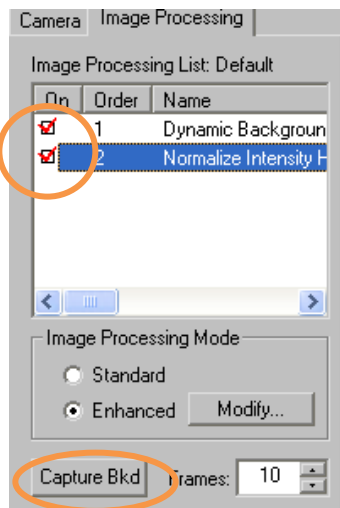 Camera Image Processing
Image Processing List: Default
On Order Name
1 Dynamic Backgroun
2 Normalize Intensity H
Image Processing Mode
Standard
Enhanced Modify...
Capture Bkd Frames: 10